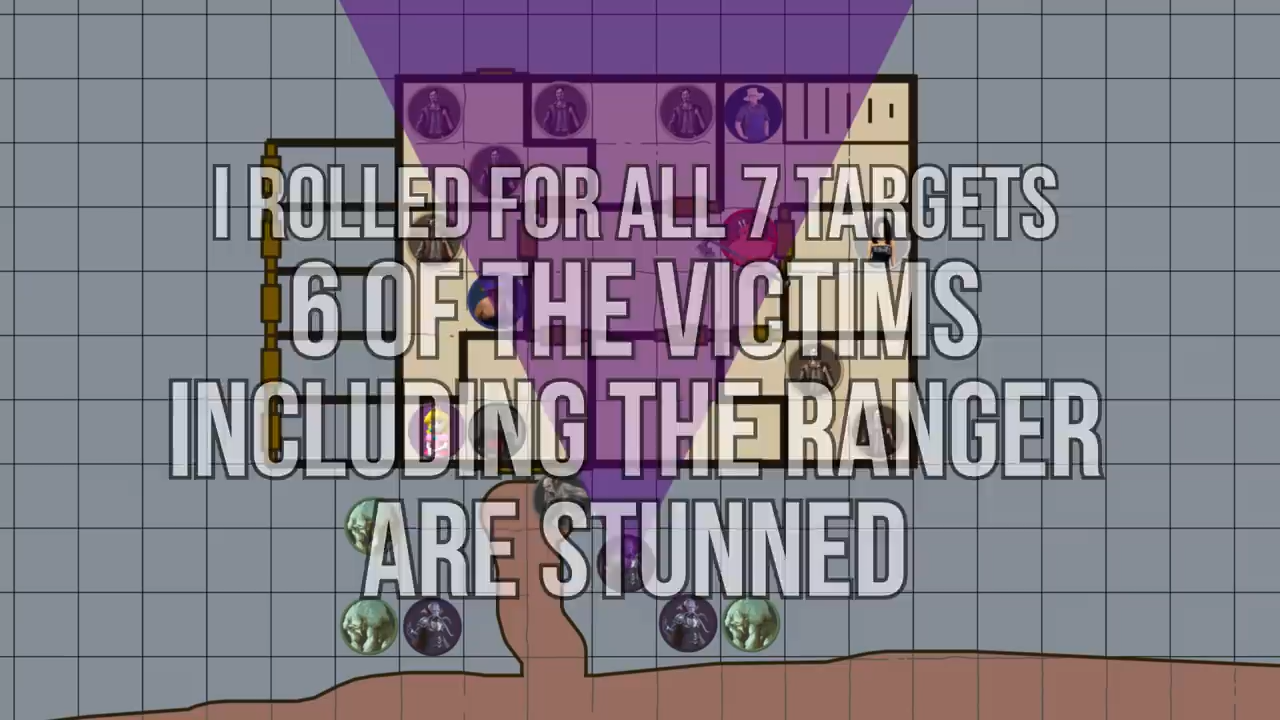 I ROLLED FOR ALL 7 TARGETS
6 OF THE VICTIMS
INCLUDING THE RANGER
ARE STUNNED